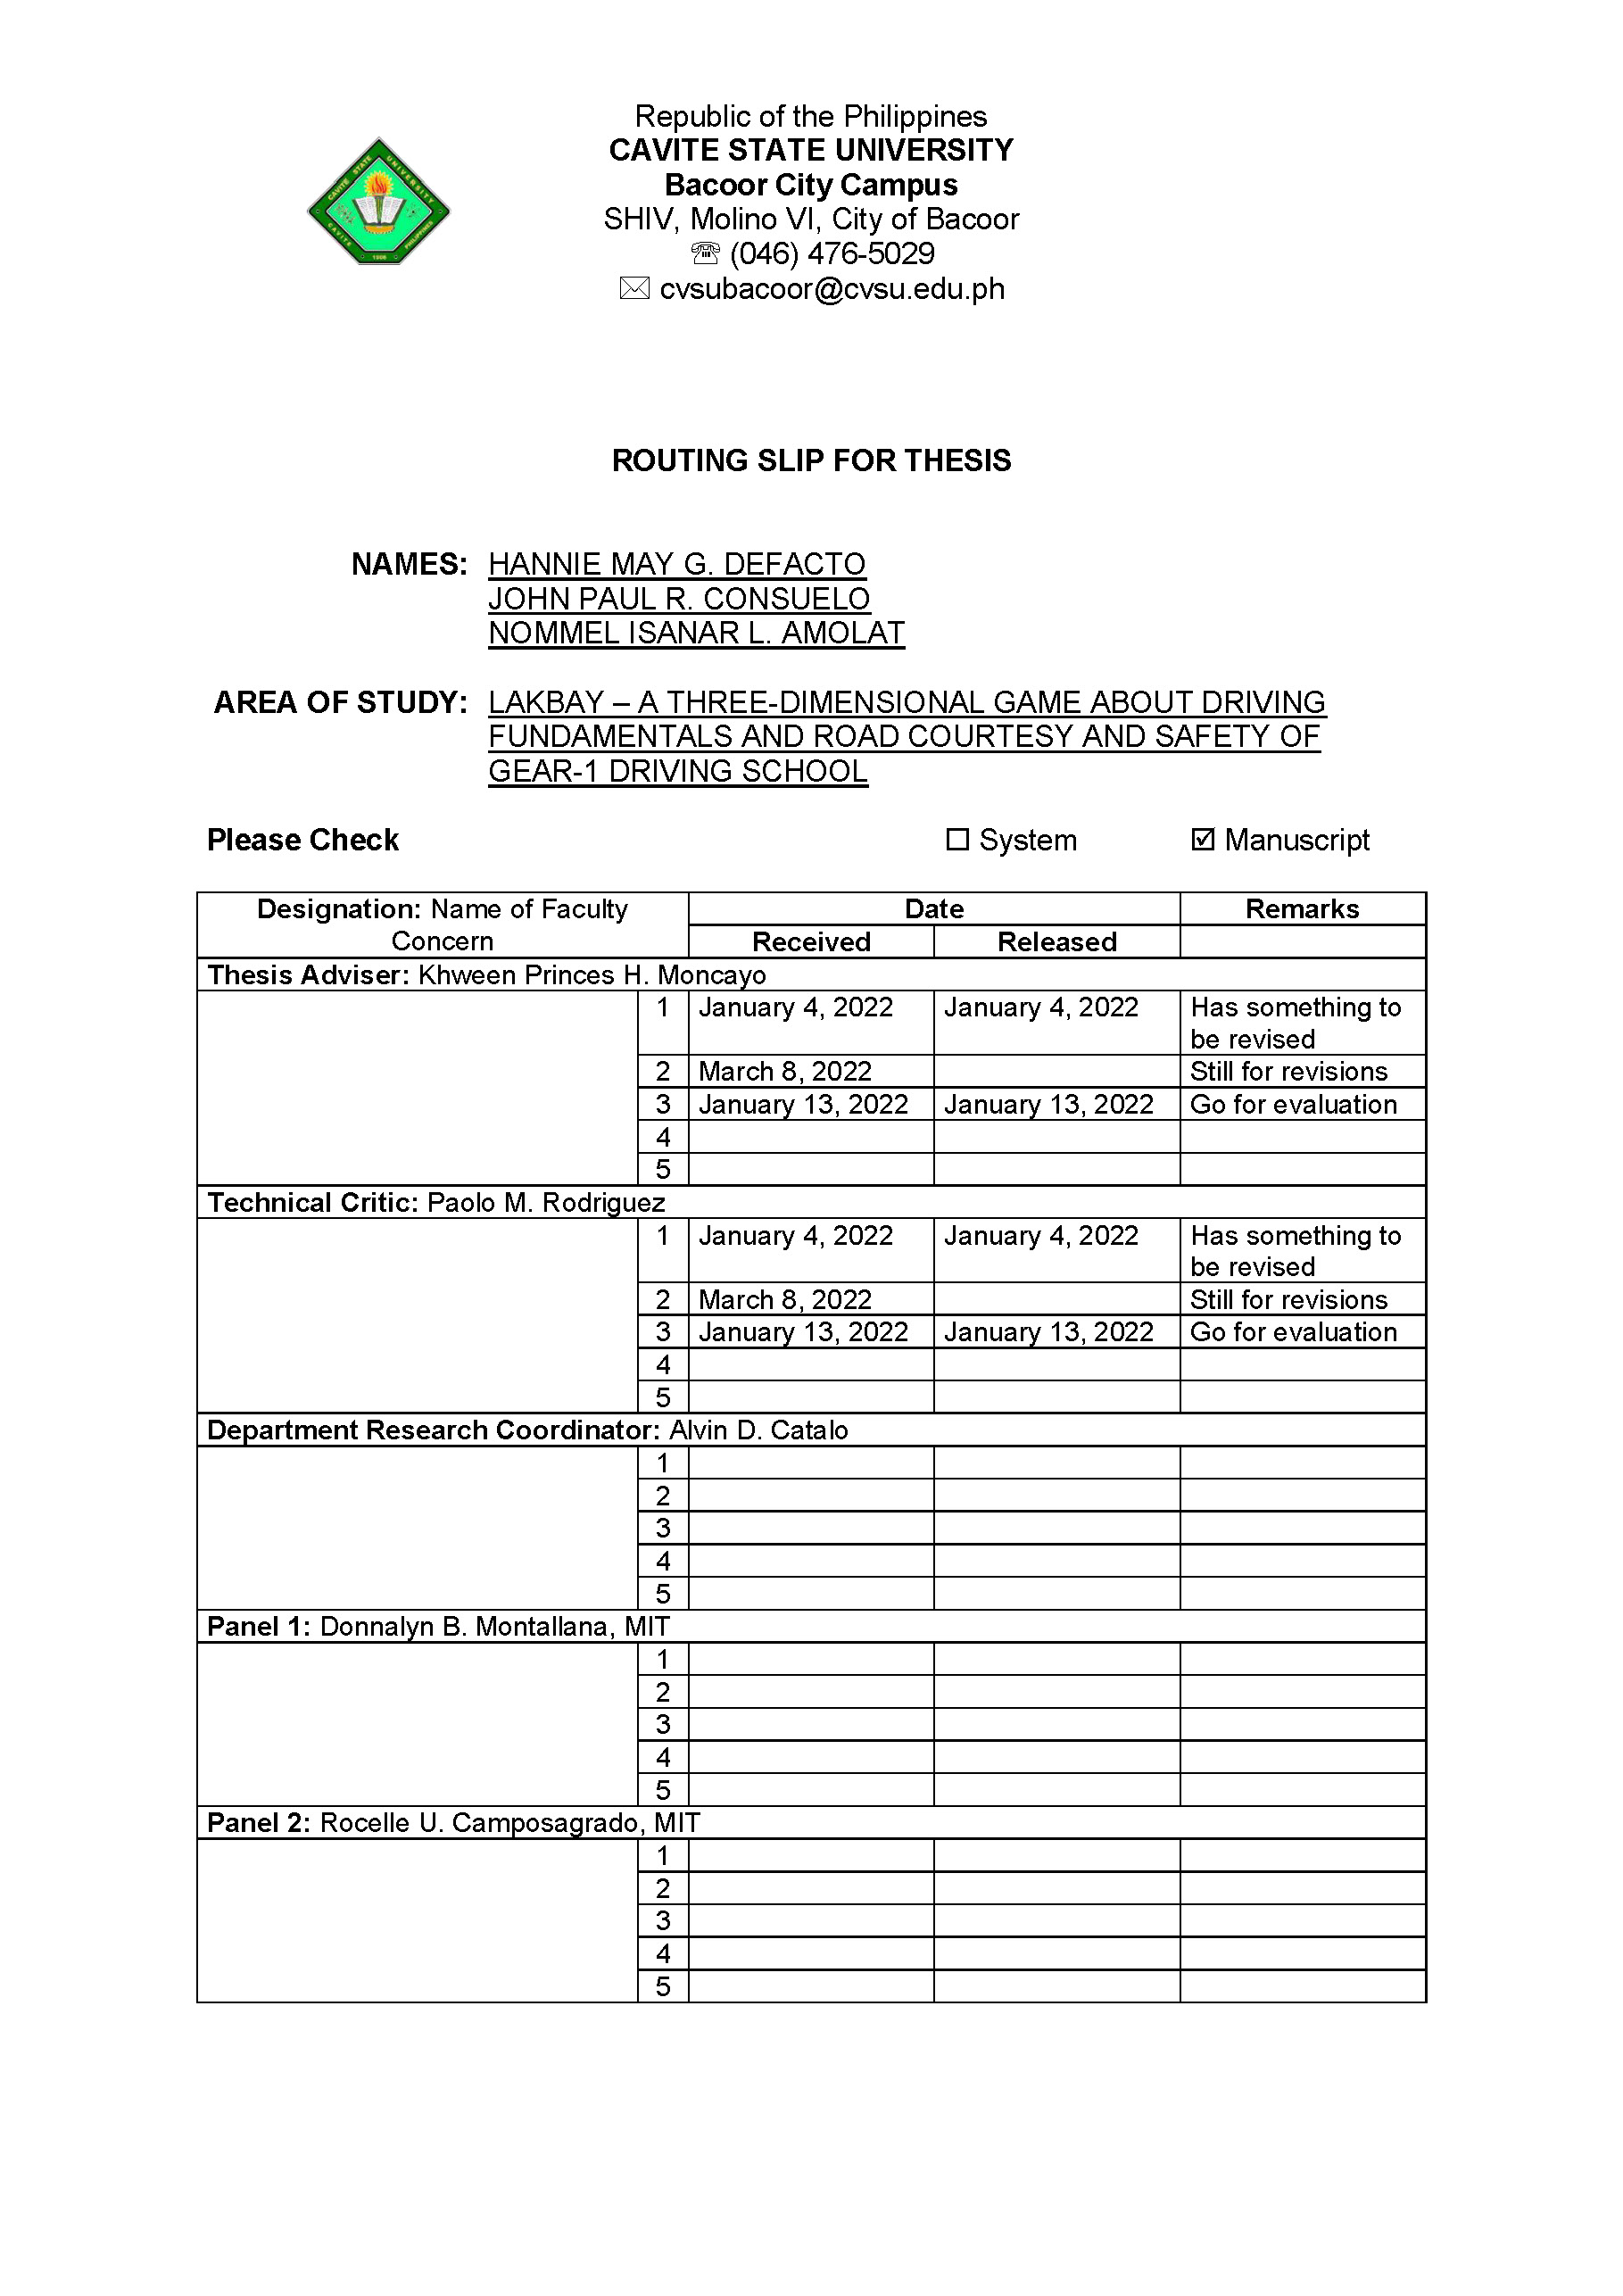 Republic of the Philippines
CAVITE STATE UNIVERSITY
Bacoor City Campus
SHIV, Molino VI, City of Bacoor
☏ (046) 476-5029
✉ cvsubacoor@cvsu.edu.ph
CAVITE STATE UNIVERSITY
CAVITE PHILIPPINES
1906
ROUTING SLIP FOR THESIS
NAMES: HANNIE MAY G. DEFACTO
JOHN PAUL R. CONSUELO
NOMMEL ISANAR L. AMOLAT
AREA OF STUDY: LAKBAY – A THREE-DIMENSIONAL GAME ABOUT DRIVING
FUNDAMENTALS AND ROAD COURTESY AND SAFETY OF
GEAR-1 DRIVING SCHOOL
Please Check ☐ System ☑ Manuscript
Designation: Name of Faculty Date Remarks
Concern Received Released
Thesis Adviser: Khween Princes H. Moncayo
1 January 4, 2022 January 4, 2022 Has something to
be revised
2 March 8, 2022 Still for revisions
3 January 13, 2022 January 13, 2022 Go for evaluation
4
5
Technical Critic: Paolo M. Rodriguez
1 January 4, 2022 January 4, 2022 Has something to
be revised
2 March 8, 2022 Still for revisions
3 January 13, 2022 January 13, 2022 Go for evaluation
4
5
Department Research Coordinator: Alvin D. Catalo
1
2
3
4
5
Panel 1: Donnalyn B. Montallana, MIT
1
2
3
4
5
Panel 2: Rocelle U. Camposagrado, MIT
1
2
3
4
5